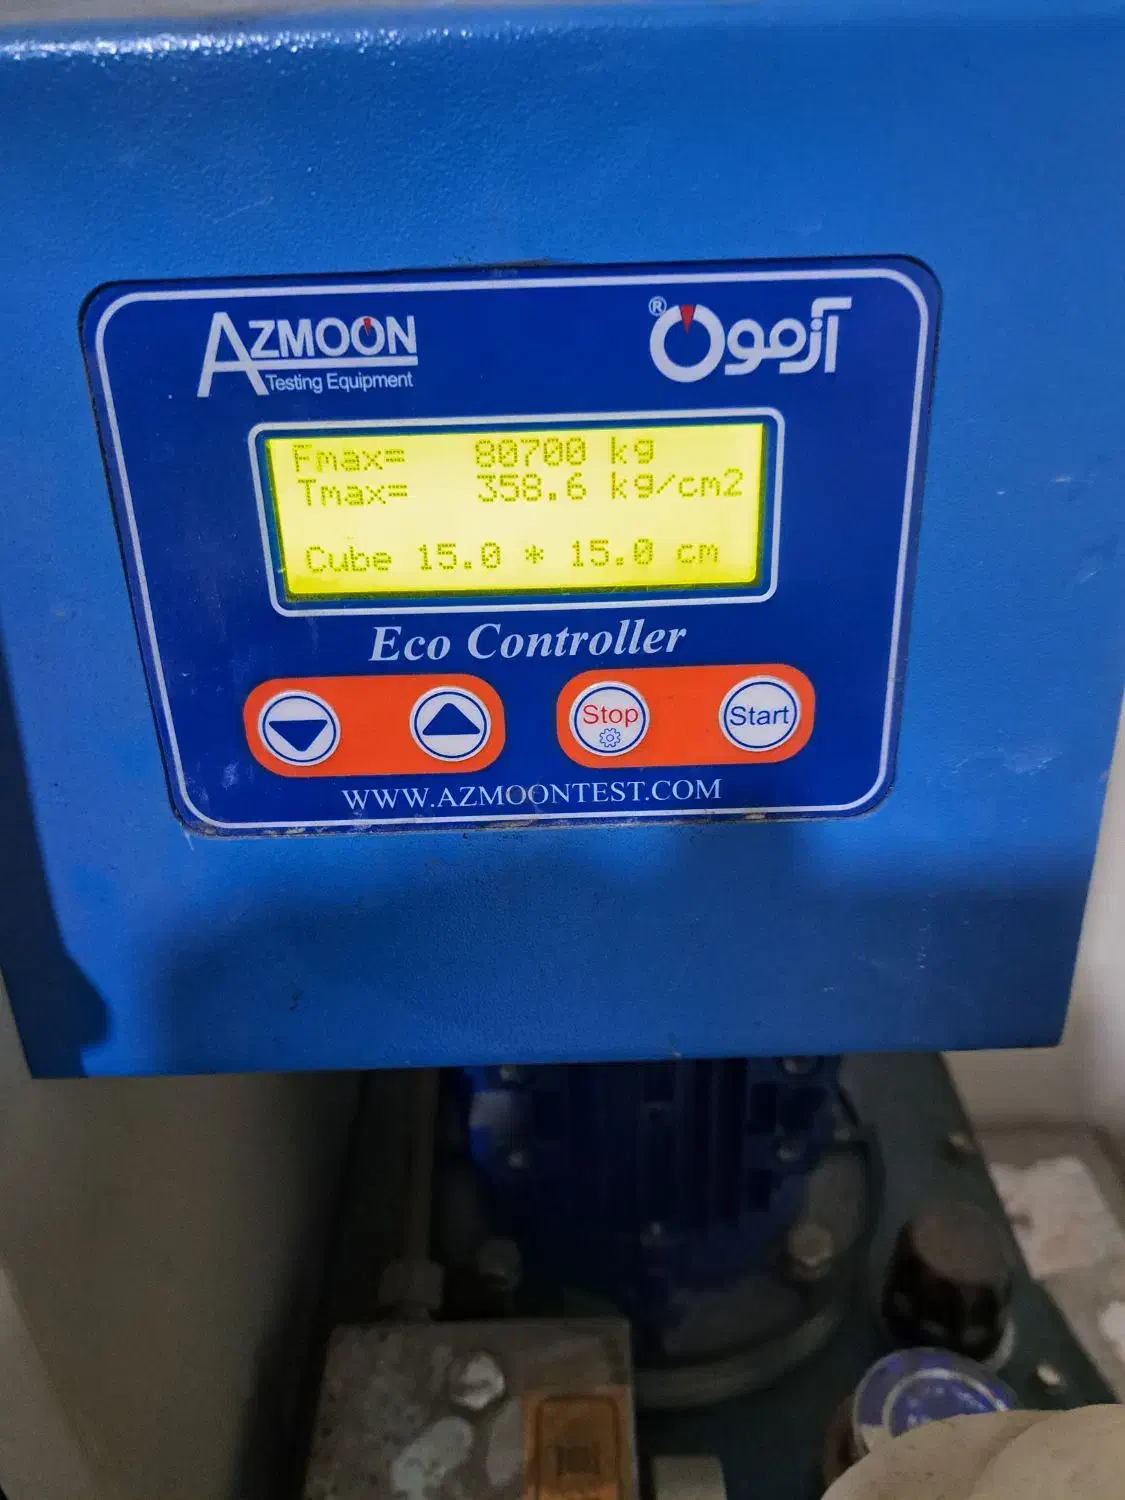 AZMOON
Testing Equipment
آزمون®
Fmax= 80700 kg
Tmax= 358.6 kg/cm2
Cube 15.0 * 15.0 cm
Eco Controller
Stop
Start
WWW.AZMOONTEST.COM